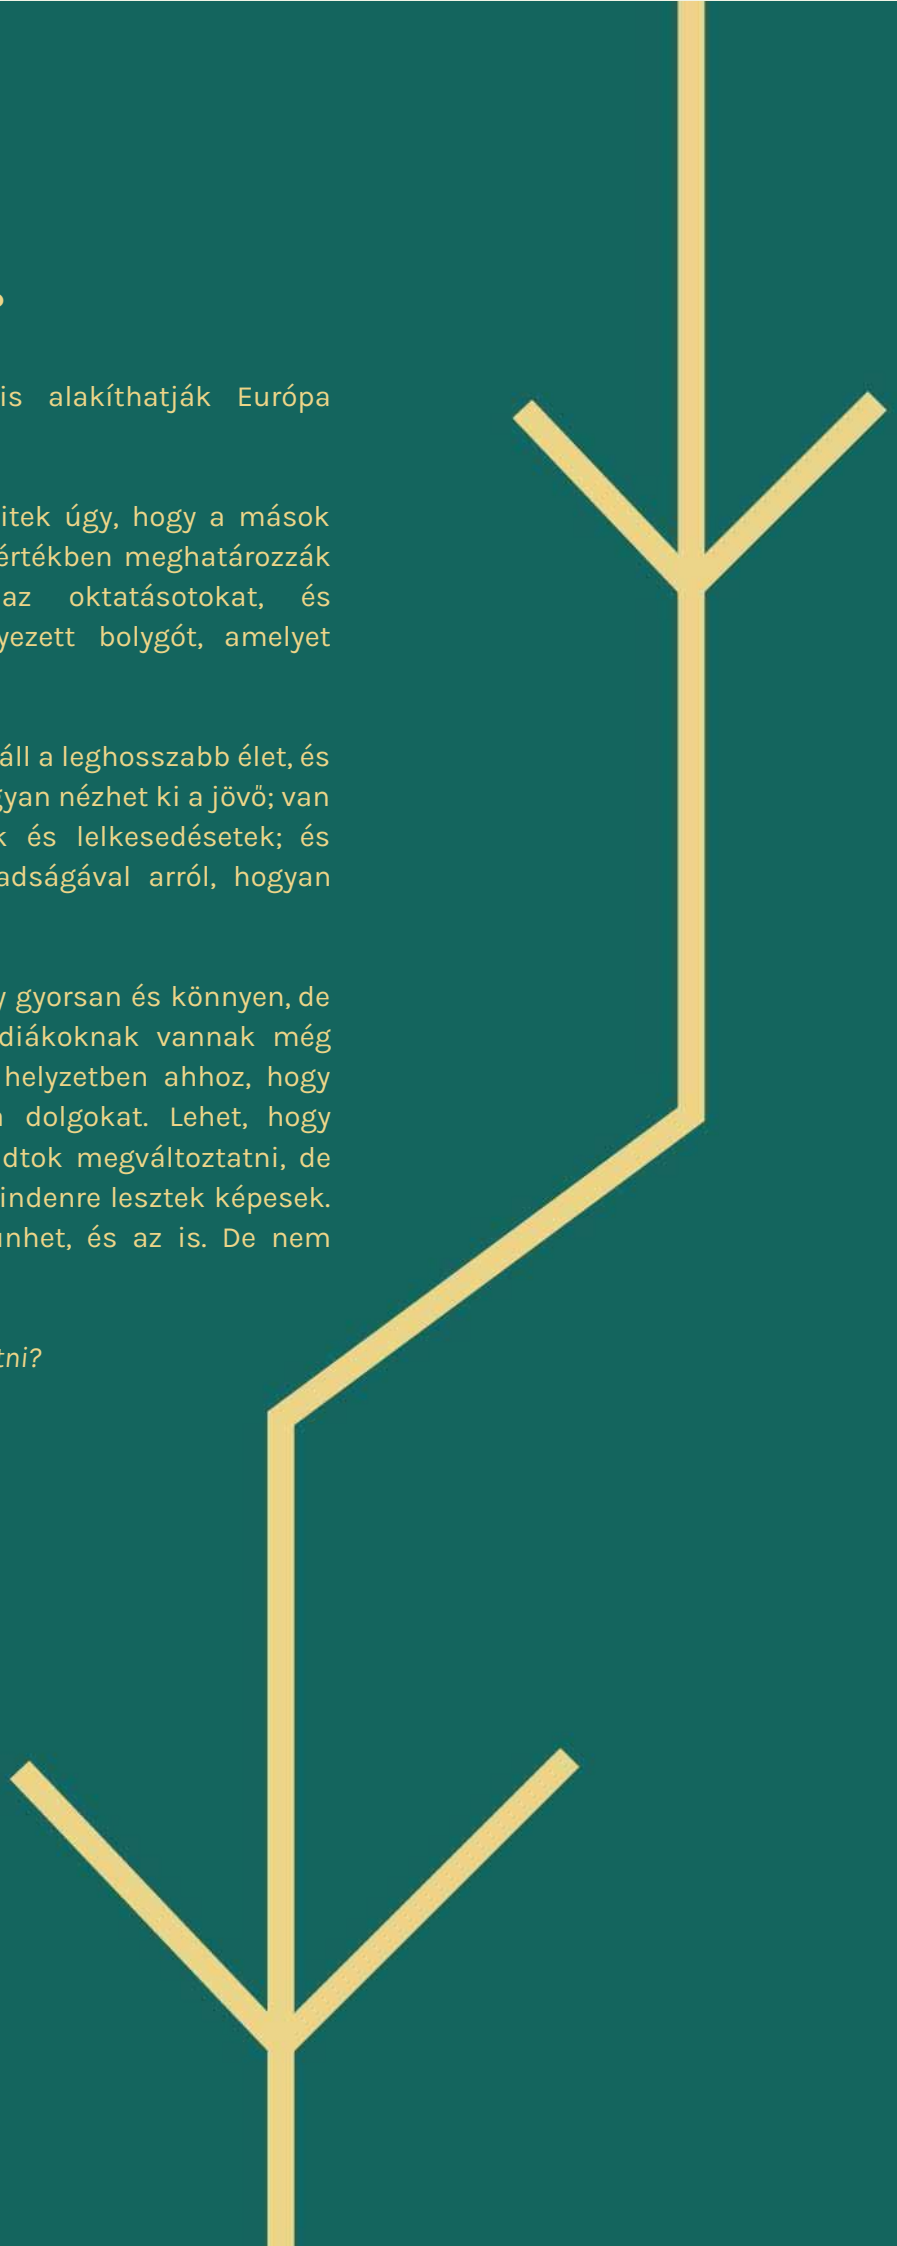 is alakíthatják Európa
itek úgy, hogy a mások
értékben meghatározzák
az oktatásotokat, és
yezett bolygót, amelyet
áll a leghosszabb élet, és
gyan nézhet ki a jövő; van
k és lelkesedésetek; és
adságával arról, hogyan
y gyorsan és könnyen, de
diákoknak vannak még
helyzetben ahhoz, hogy
dolgokat. Lehet, hogy
dtok megváltoztatni, de
indenre lesztek képesek.
unhet, és az is. De nem
tni?